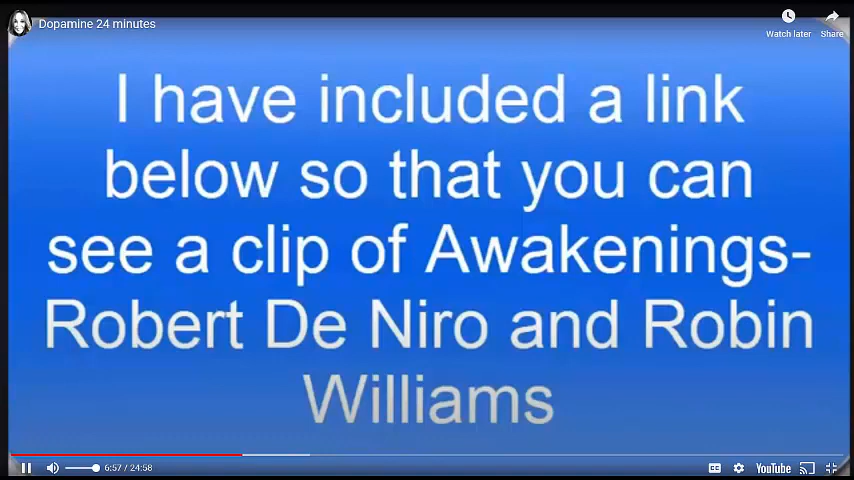 Dopamine 24 minutes
Watch later
Share
I have included a link
below so that you can
see a clip of Awakenings-
Robert De Niro and Robin
Williams
6:57 / 24:58
CC
YouTube